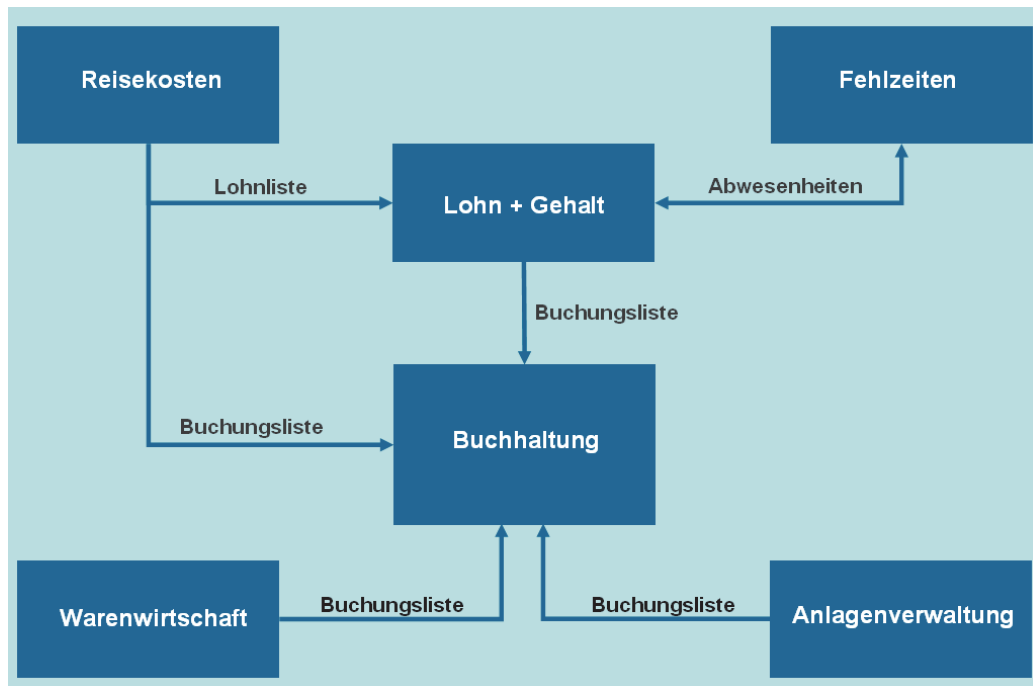 Reisekosten
Fehlzeiten
Lohnliste
Abwesenheiten
Lohn + Gehalt
Buchungsliste
Buchungsliste
Buchhaltung
Warenwirtschaft
Buchungsliste
Buchungsliste
Anlagenverwaltung